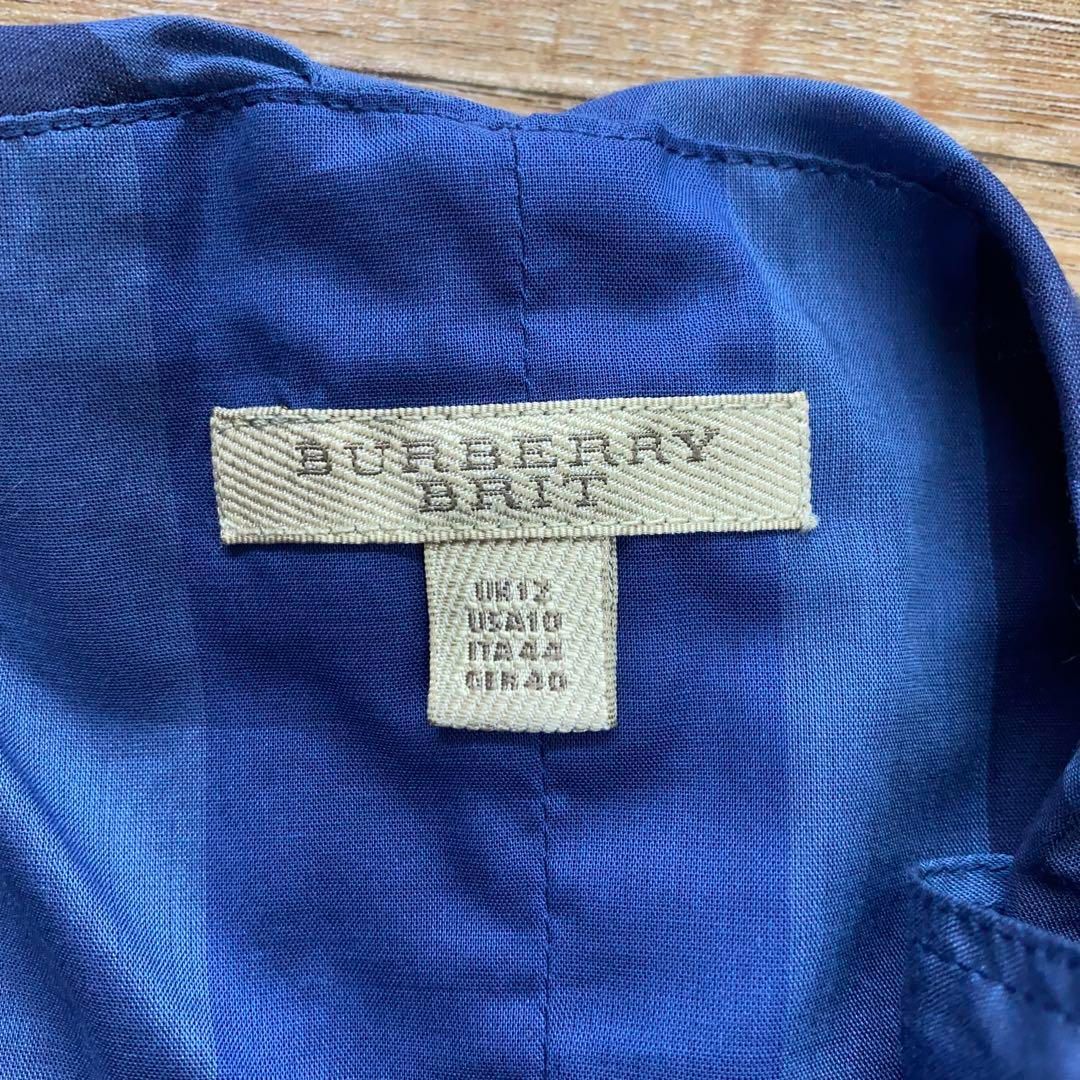 BURBERRY
BRIT
UK12
USA10
ITA44
GER40